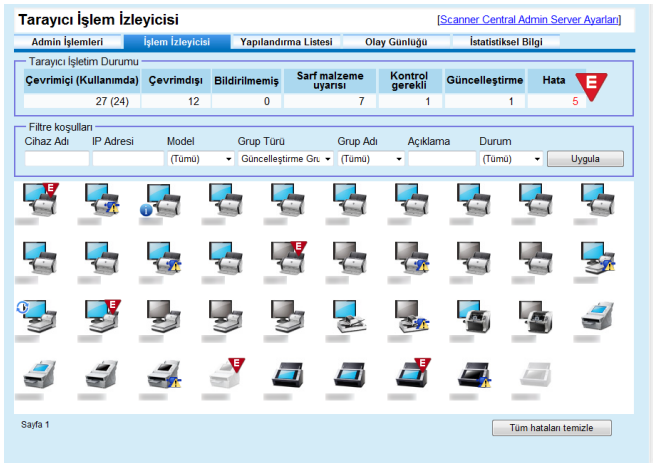 Tarayıcı İşlem İzleyicisi
[Scanner Central Admin Server Ayarları]
Admin İşlemleri İşlem İzleyicisi Yapılandırma Listesi Olay Günlüğü İstatistiksel Bilgi
Tarayıcı İşletim Durumu
Çevrimiçi (Kullanımda) Çevrimdışı Bildirilmemiş Sarf malzeme uyarısı Kontrol gerekli Güncelleştirme Hata E
27 (24) 12 0 7 1 1 5
Filtre koşulları
Cihaz Adı IP Adresi Model Grup Türü Grup Adı Açıklama Durum
(Tümü) Güncelleştirme Gru (Tümü) (Tümü) Uygula
E
E
E
E E
Sayfa 1
Tüm hataları temizle